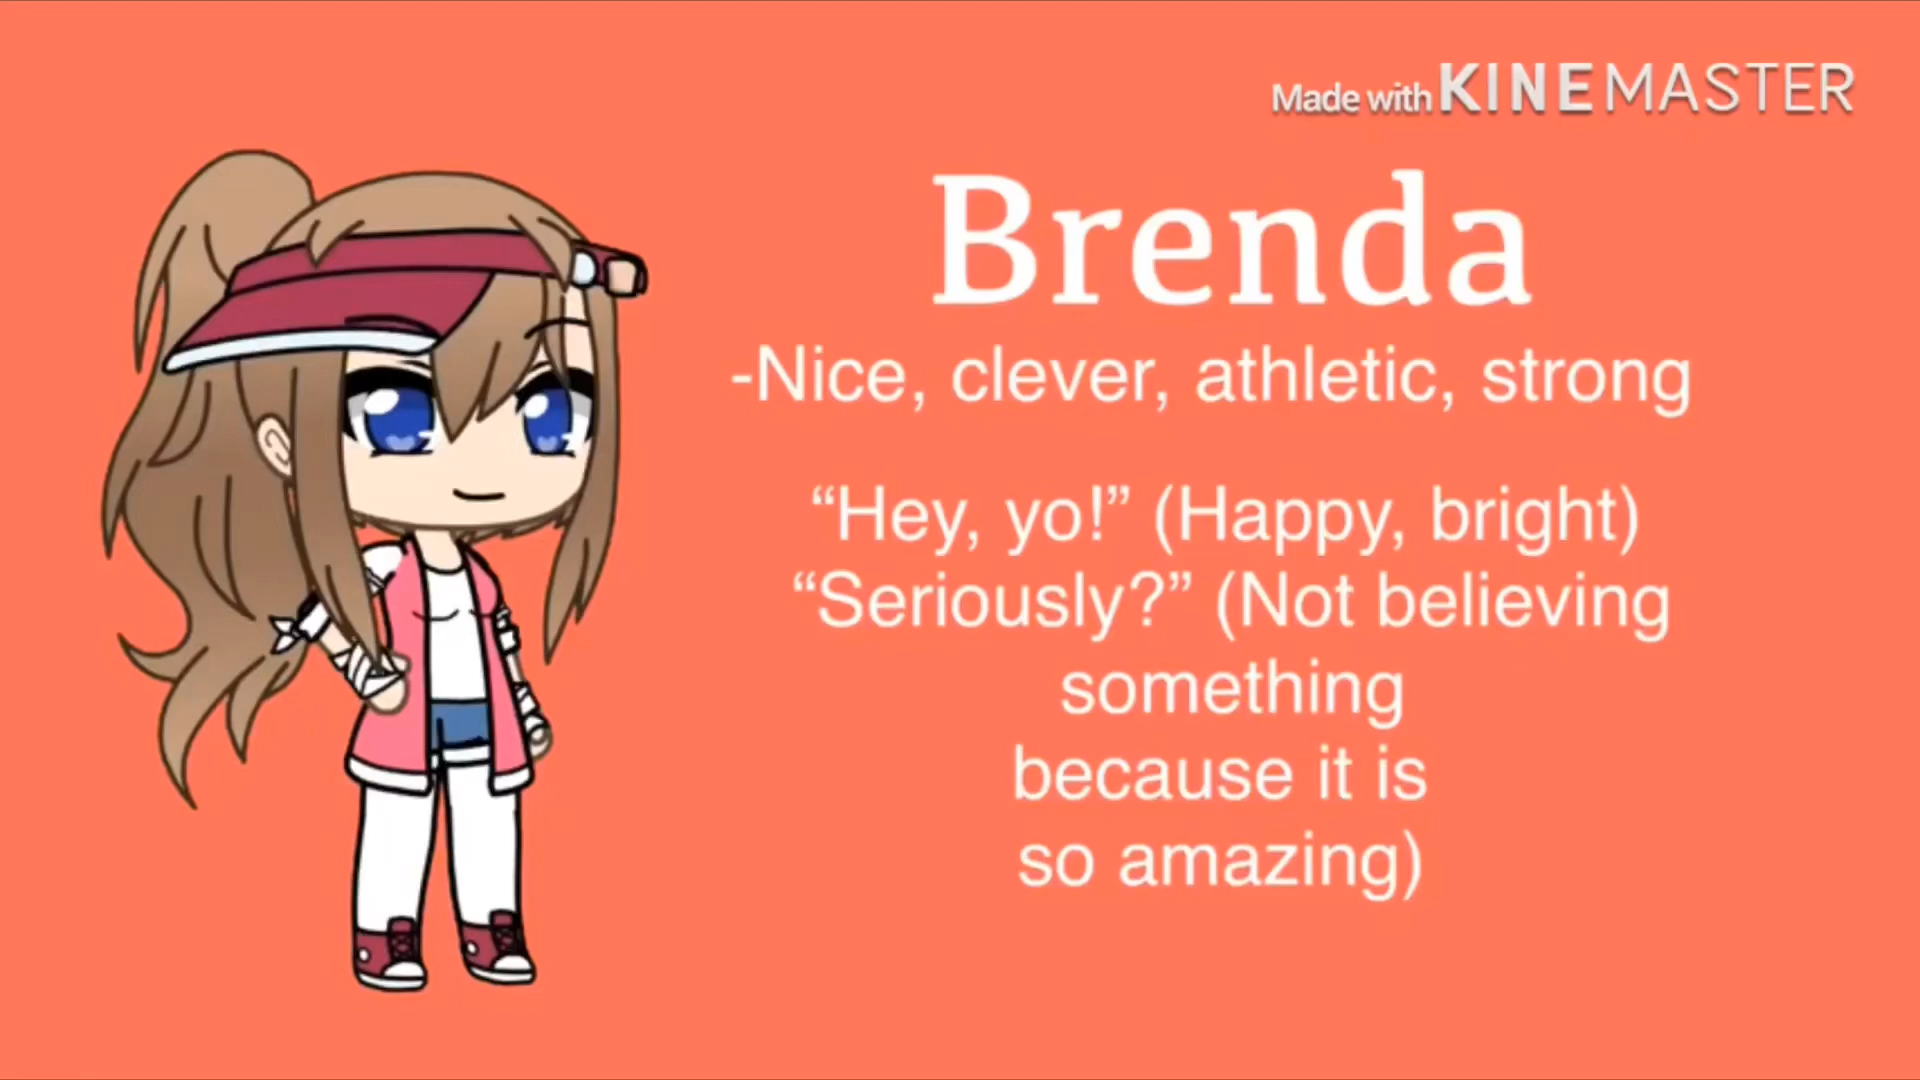 Made with KINEMASTER
Brenda
-Nice, clever, athletic, strong
“Hey, yo!” (Happy, bright)
“Seriously?” (Not believing
something
because it is
so amazing)